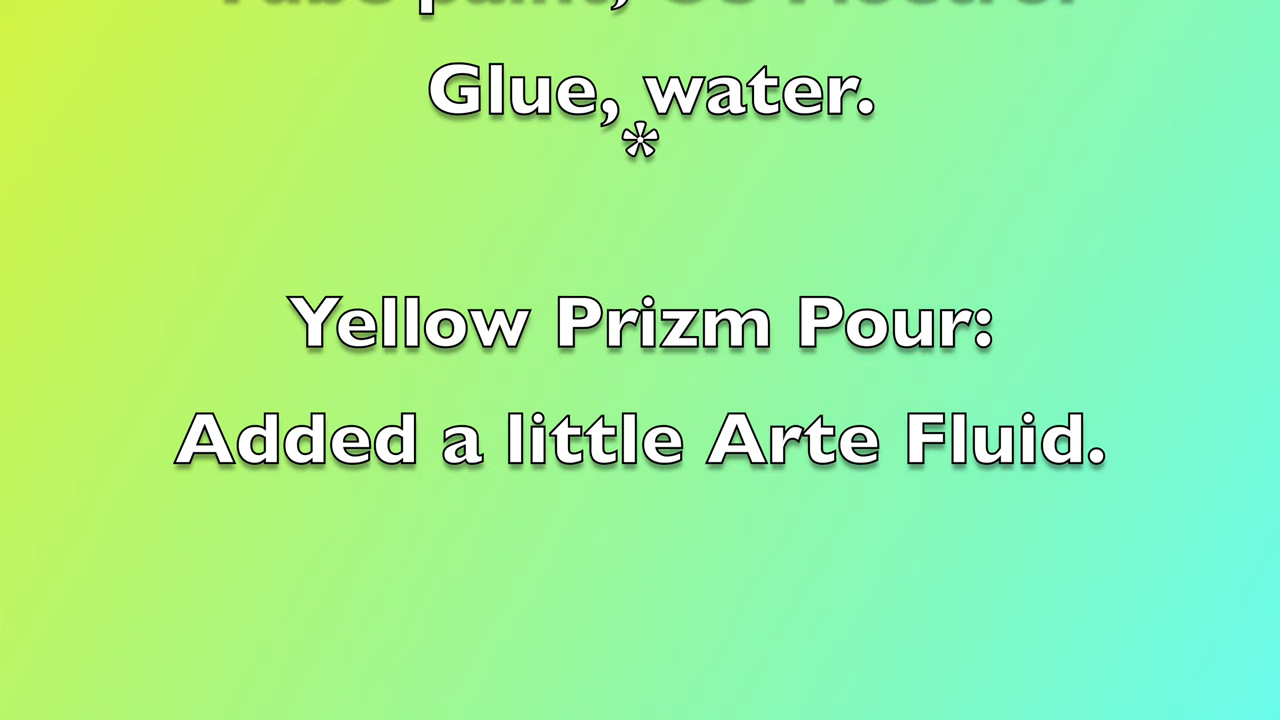 Glue, water.
*
Yellow Prizm Pour:
Added a little Arte Fluid.